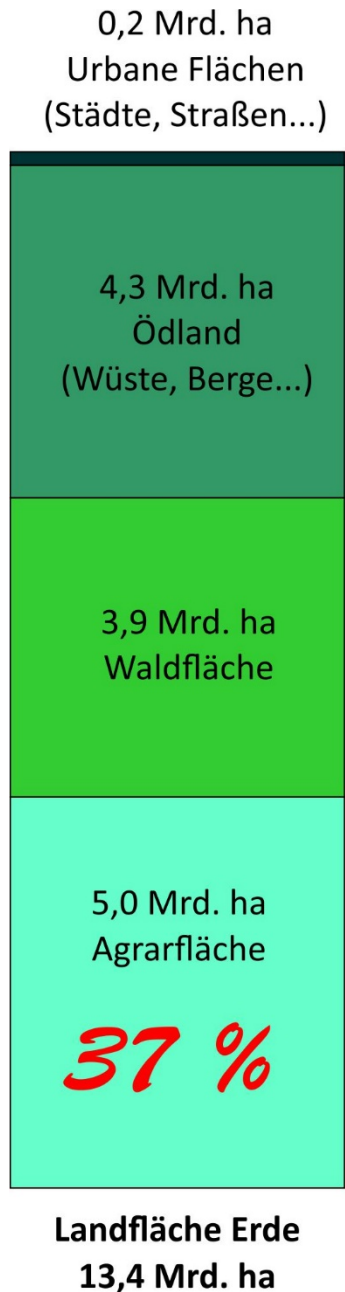 0,2 Mrd. ha
Urbane Flächen
(Städte, Straßen...)
4,3 Mrd. ha
Ödland
(Wüste, Berge...)
3,9 Mrd. ha
Waldfläche
5,0 Mrd. ha
Agrarfläche
37 %
Landfläche Erde
13,4 Mrd. ha